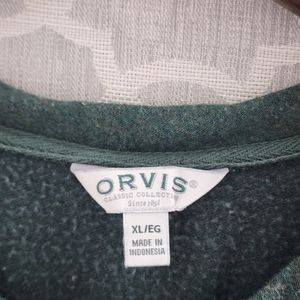 ORVIS®
CLASSIC COLLECTION
Since 1856
XL/EG
MADE IN
INDONESIA